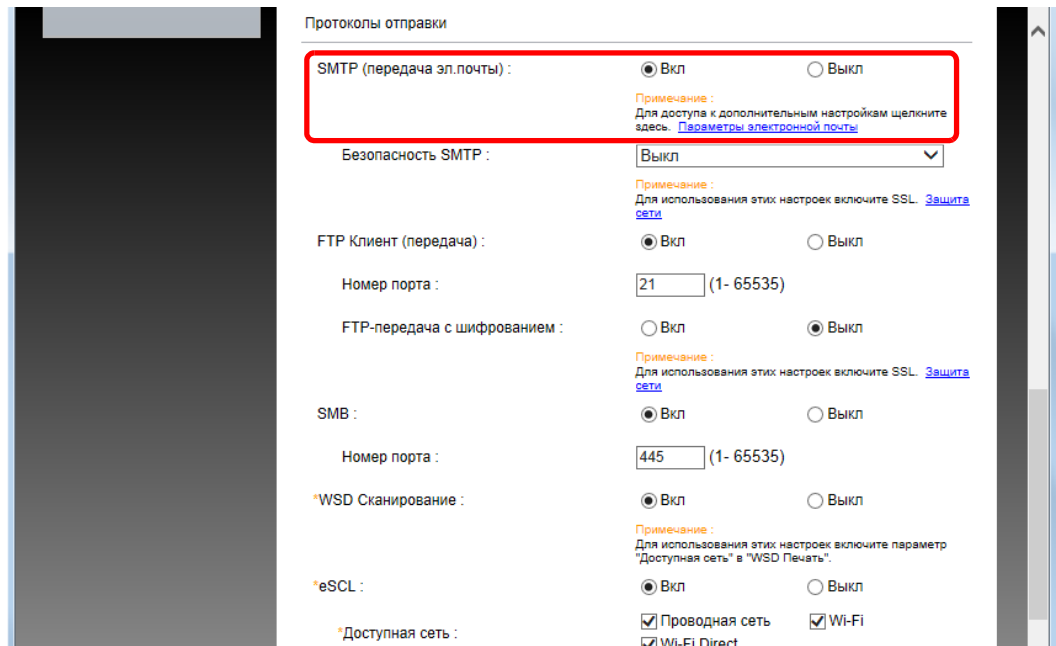 Протоколы отправки
SMTP (передача эл.почты) : Вкл Выкл
Примечание :
Для доступа к дополнительным настройкам щелкните
здесь. Параметры электронной почты
Безопасность SMTP : Выкл
Примечание :
Для использования этих настроек включите SSL. Защита
сети
FTP Клиент (передача) : Вкл Выкл
Номер порта : 21 (1- 65535)
FTP-передача с шифрованием : Вкл Выкл
Примечание :
Для использования этих настроек включите SSL. Защита
сети
SMB : Вкл Выкл
Номер порта : 445 (1- 65535)
*WSD Сканирование : Вкл Выкл
Примечание :
Для использования этих настроек включите параметр
"Доступная сеть" в "WSD Печать".
*eSCL : Вкл Выкл
*Доступная сеть : Проводная сеть Wi-Fi
Wi-Fi Direct